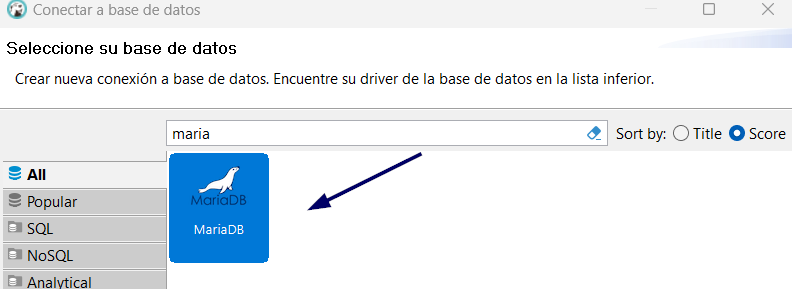 Conectar a base de datos
Seleccione su base de datos
Crear nueva conexión a base de datos. Encuentre su driver de la base de datos en la lista inferior.
maria
Sort by: Title Score
All
Popular
SQL
NoSQL
Analytical
MariaDB
MariaDB